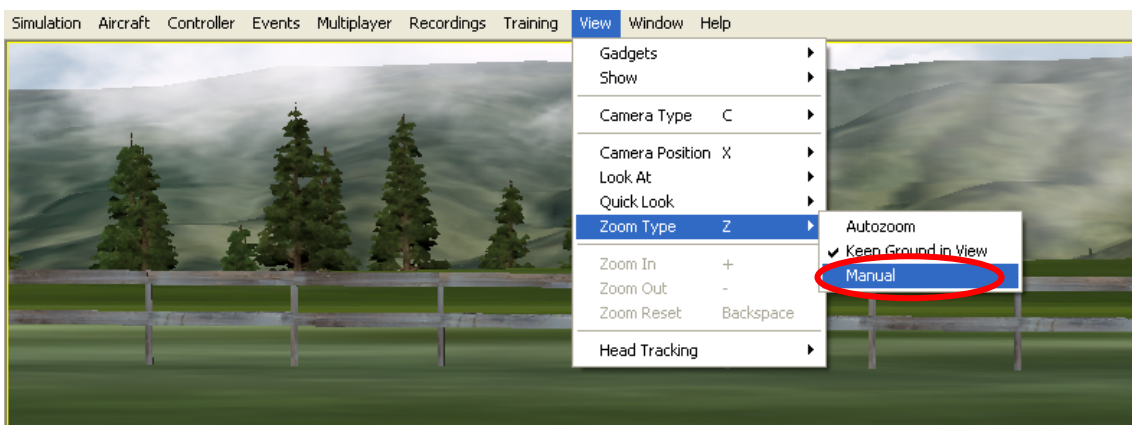 Simulation Aircraft Controller Events Multiplayer Recordings Training View Window Help
Gadgets
Show
Camera Type C
Camera Position X
Look At
Quick Look
Zoom Type Z
Autozoom
Keep Ground in View
Manual
Zoom In +
Zoom Out -
Zoom Reset Backspace
Head Tracking